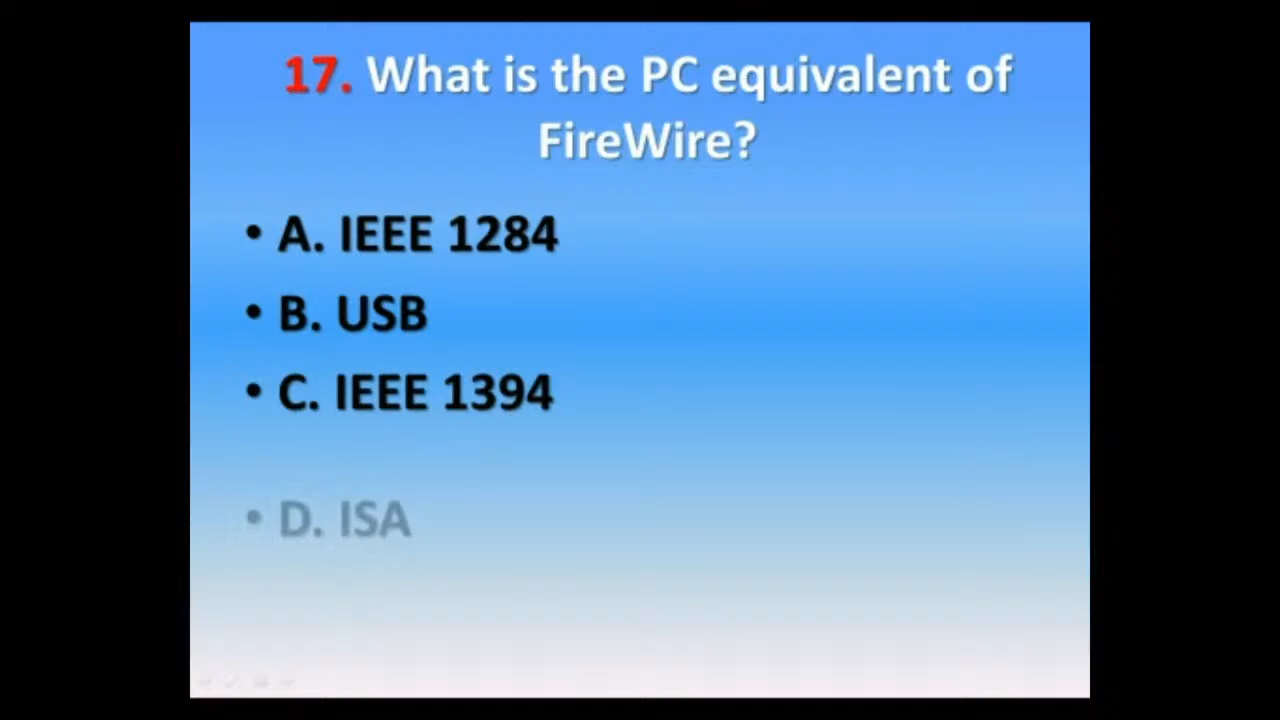 17. What is the PC equivalent of
FireWire?
• A. IEEE 1284
• B. USB
• C. IEEE 1394
• D. ISA